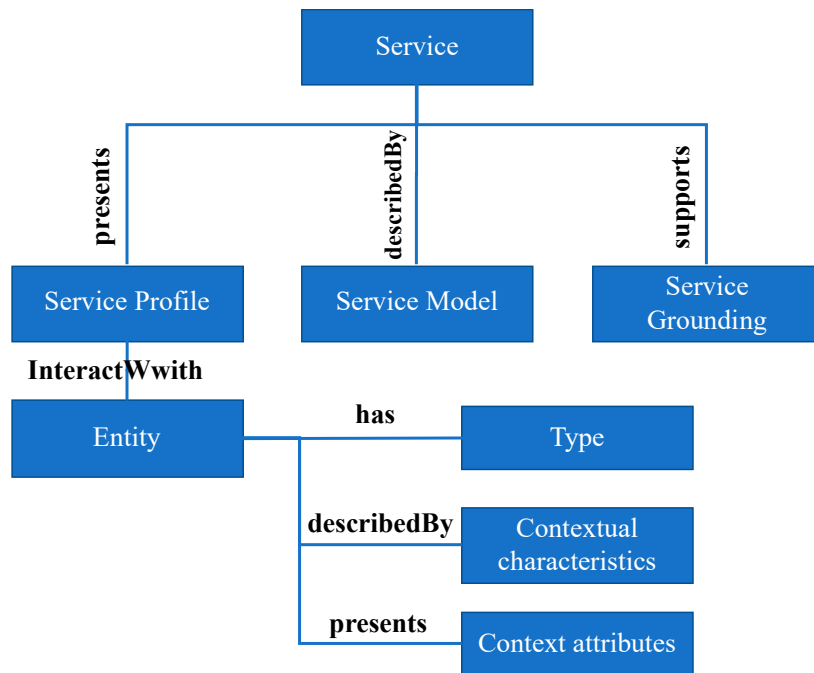 Service
presents
describedBy
supports
Service Profile
Service Model
Service
Grounding
InteractWwith
Entity
has
Type
describedBy
Contextual
characteristics
presents
Context attributes